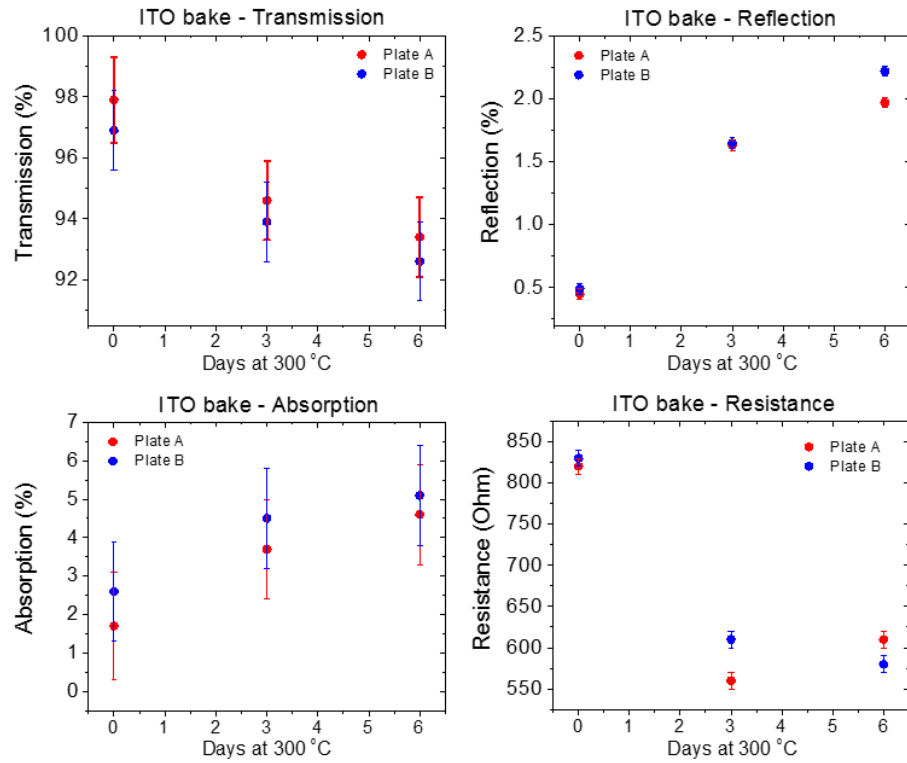 ITO bake - Transmission
Transmission (%)
100
98
96
94
92
Plate A
Plate B
0 1 2 3 4 5 6
Days at 300 °C
ITO bake - Reflection
Reflection (%)
2.5
2.0
1.5
1.0
0.5
Plate A
Plate B
0 1 2 3 4 5 6
Days at 300 °C
ITO bake - Absorption
Absorption (%)
7
6
5
4
3
2
1
0
Plate A
Plate B
0 1 2 3 4 5 6
Days at 300 °C
ITO bake - Resistance
Resistance (Ohm)
850
800
750
700
650
600
550
Plate A
Plate B
0 1 2 3 4 5 6
Days at 300 °C